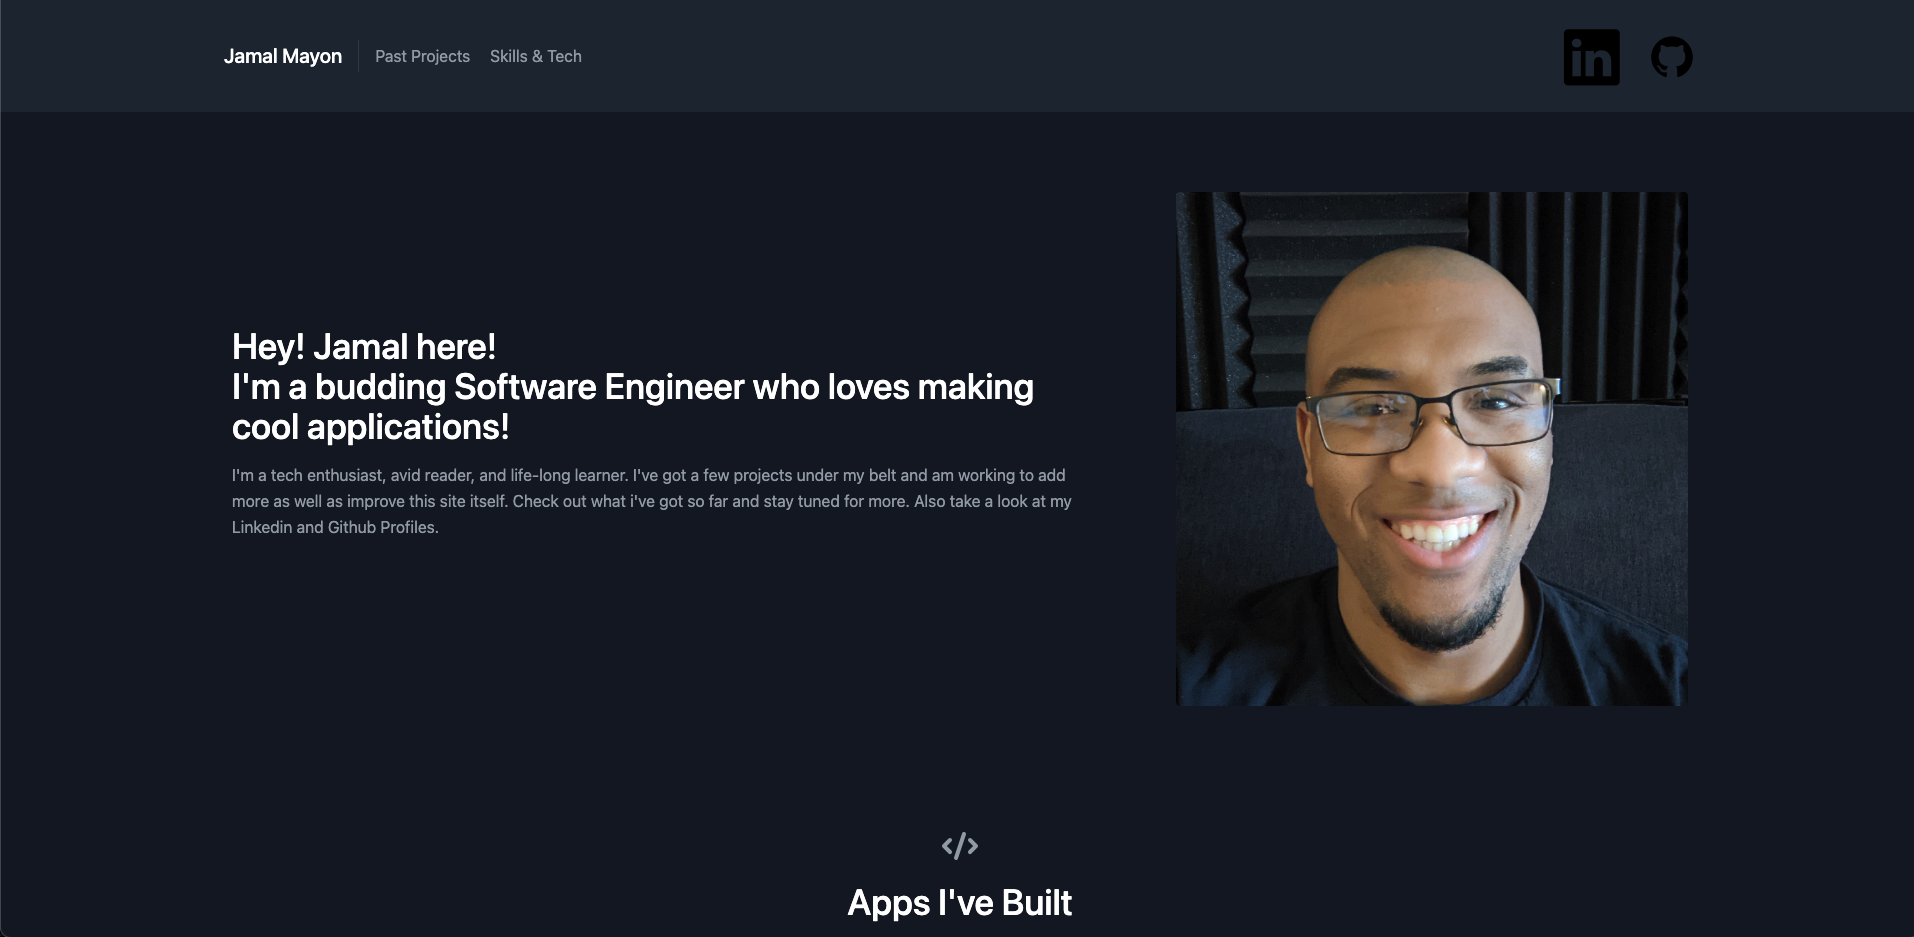 Jamal Mayon
Past Projects
Skills & Tech
in
Hey! Jamal here!
I'm a budding Software Engineer who loves making
cool applications!
I'm a tech enthusiast, avid reader, and life-long learner. I've got a few projects under my belt and am working to add
more as well as improve this site itself. Check out what i've got so far and stay tuned for more. Also take a look at my
Linkedin and Github Profiles.
</>
Apps I've Built